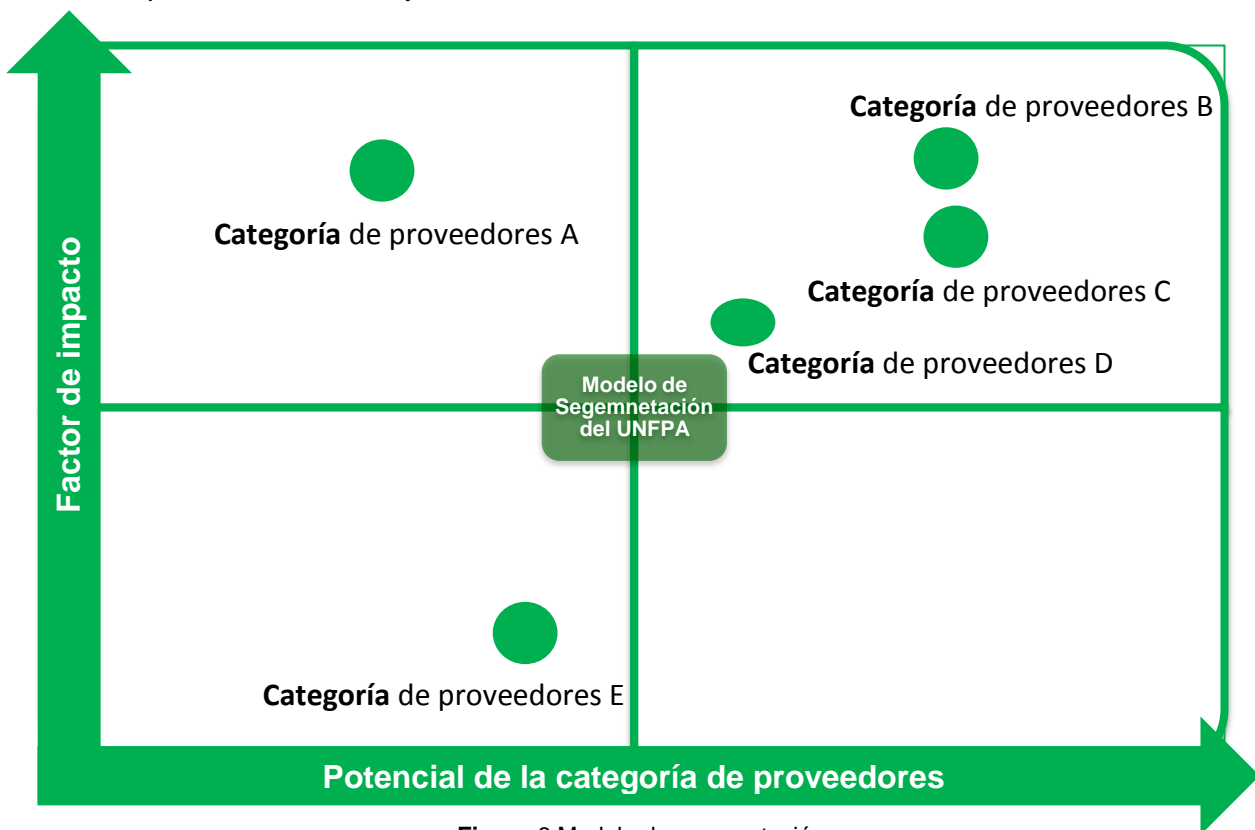 Categoría de proveedores B
Categoría de proveedores A
Categoría de proveedores C
Categoría de proveedores D
Factor de impacto
Modelo de
Segemnetación
del UNFPA
Categoría de proveedores E
Potencial de la categoría de proveedores